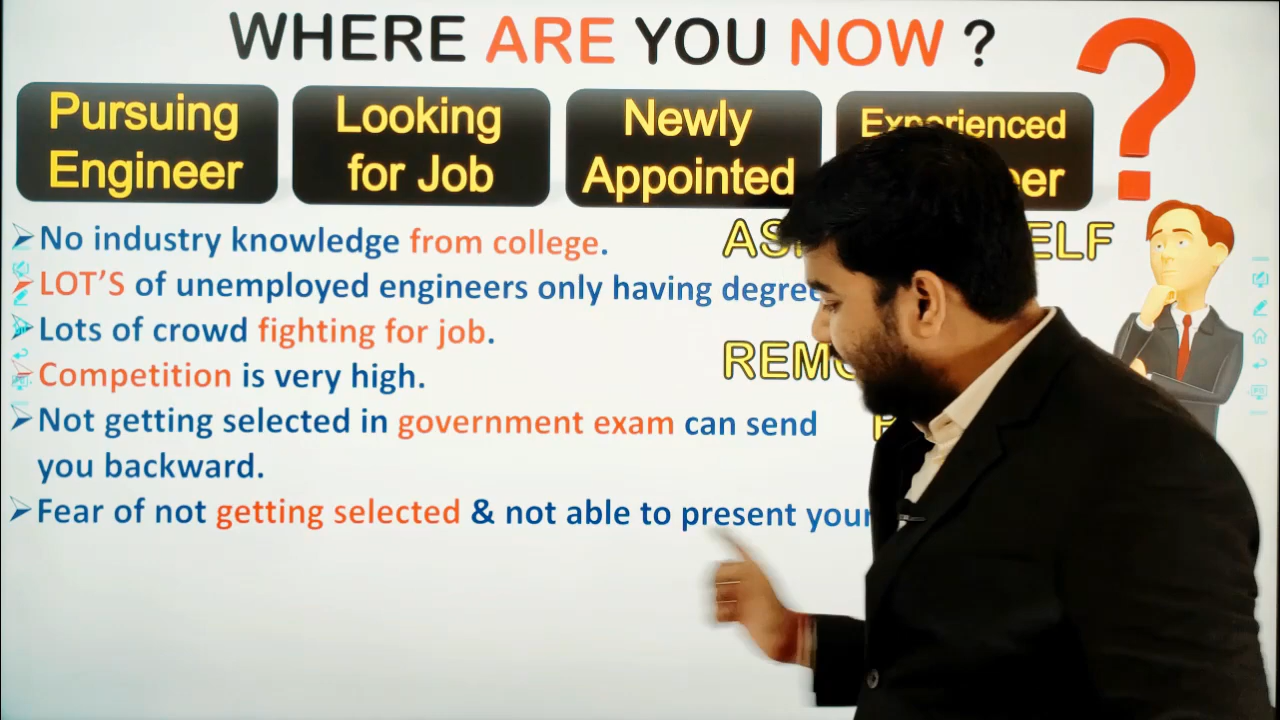 WHERE ARE YOU NOW ?
Pursuing
Engineer
Looking
for Job
Newly
Appointed
Experienced
No industry knowledge from college.
LOT'S of unemployed engineers only having
Lots of crowd fighting for job.
Competition is very high.
Not getting selected in government exam can send
you backward.
Fear of not getting selected & not able to present
?